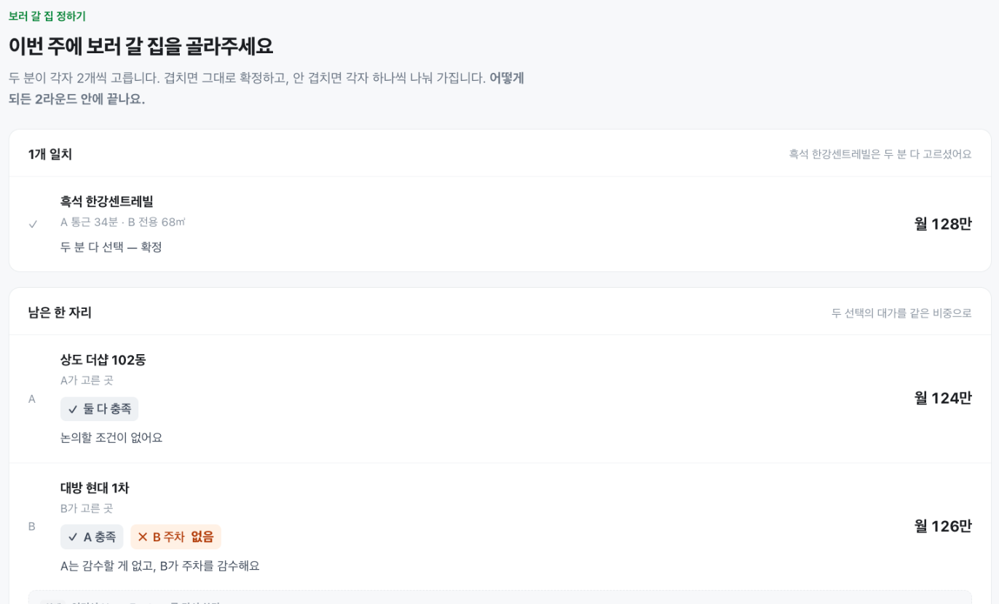 보러 갈 집 정하기
이번 주에 보러 갈 집을 골라주세요
두 분이 각자 2개씩 고릅니다. 겹치면 그대로 확정하고, 안 겹치면 각자 하나씩 나눠 가집니다. 어떻게
되든 2라운드 안에 끝나요.
1개 일치
흑석 한강센트레빌은 두 분 다 고르셨어요
흑석 한강센트레빌
A 통근 34분 · B 전용 68㎡
두 분 다 선택 — 확정
월 128만
남은 한 자리
두 선택의 대가를 같은 비중으로
A
상도 더샵 102동
A가 고른 곳
✓ 둘 다 충족
논의할 조건이 없어요
월 124만
B
대방 현대 1차
B가 고른 곳
✓ A 충족 ✕ B 주차 없음
A는 감수할 게 없고, B가 주차를 감수해요
월 126만